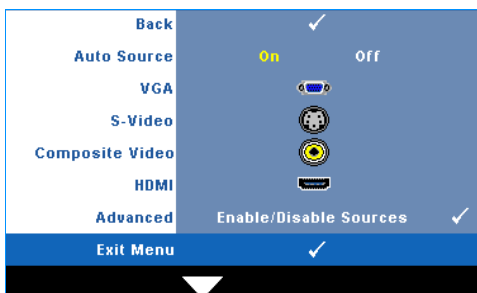 Back
Auto Source On Off
VGA
S-Video
Composite Video
HDMI
Advanced Enable/Disable Sources
Exit Menu